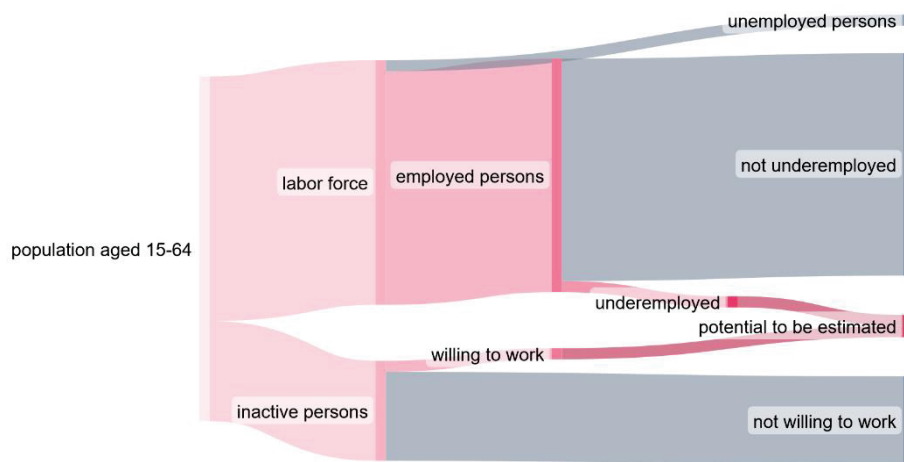 unemployed persons
not underemployed
labor force
employed persons
population aged 15-64
underemployed
potential to be estimated
willing to work
inactive persons
not willing to work